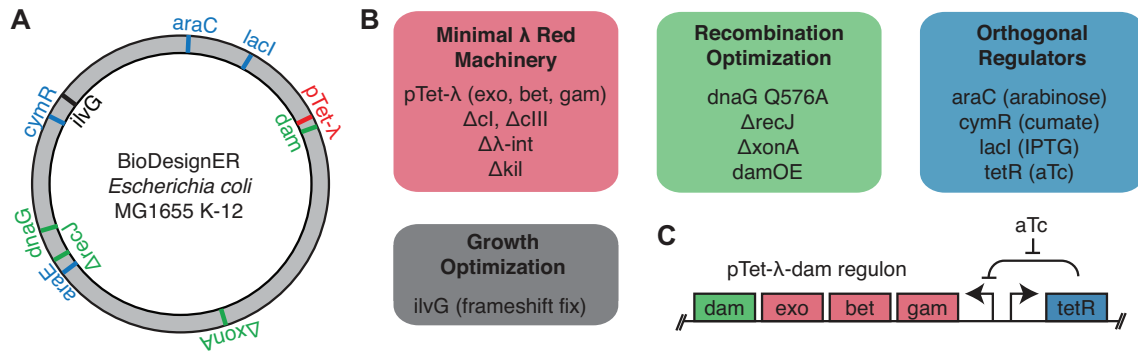 A
araC
lacI
pTet-λ
dam
ilvG
cymR
BioDesignER
Escherichia coli
MG1655 K-12
dnaG
ΔrecJ
araE
ΔxonA
B
Minimal λ Red
Machinery
pTet-λ (exo, bet, gam)
ΔcI, ΔcIII
Δλ-int
Δkil
Recombination
Optimization
dnaG Q576A
ΔrecJ
ΔxonA
damOE
Orthogonal
Regulators
araC (arabinose)
cymR (cumate)
lacI (IPTG)
tetR (aTc)
Growth
Optimization
ilvG (frameshift fix)
C
aTc
pTet-λ-dam regulon
dam exo bet gam tetR